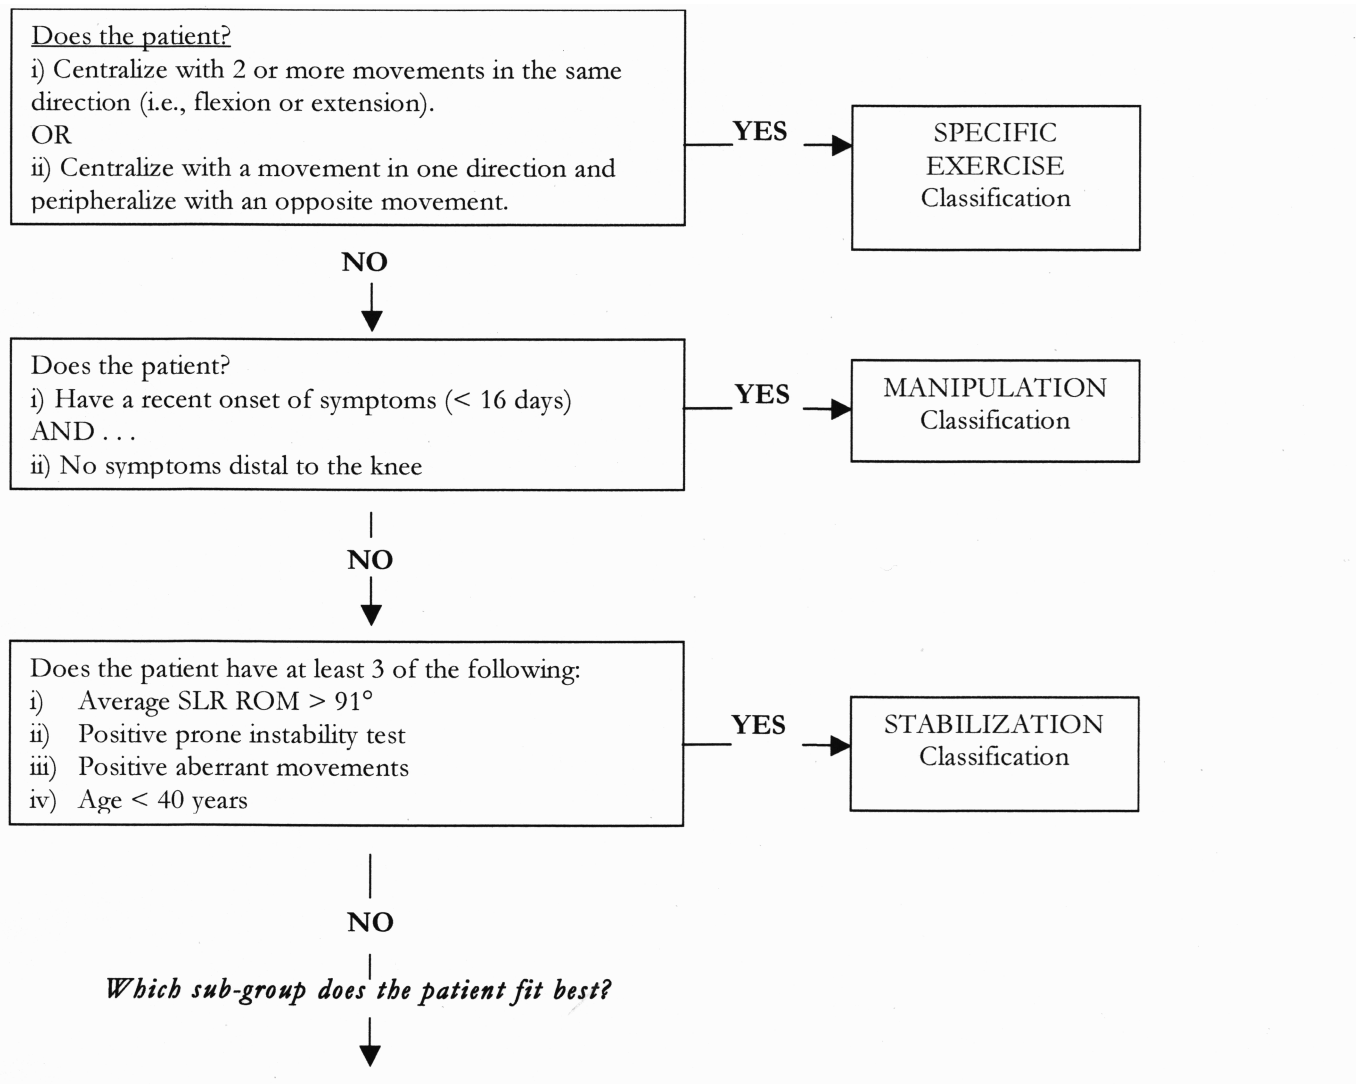 Does the patient?
i) Centralize with 2 or more movements in the same
direction (i.e., flexion or extension).
OR
ii) Centralize with a movement in one direction and
peripheralize with an opposite movement.
YES
SPECIFIC
EXERCISE
Classification
NO
Does the patient?
i) Have a recent onset of symptoms (< 16 days)
AND . . .
ii) No symptoms distal to the knee
YES
MANIPULATION
Classification
NO
Does the patient have at least 3 of the following:
i) Average SLR ROM > 91°
ii) Positive prone instability test
iii) Positive aberrant movements
iv) Age < 40 years
YES
STABILIZATION
Classification
NO
Which sub-group does the patient fit best?